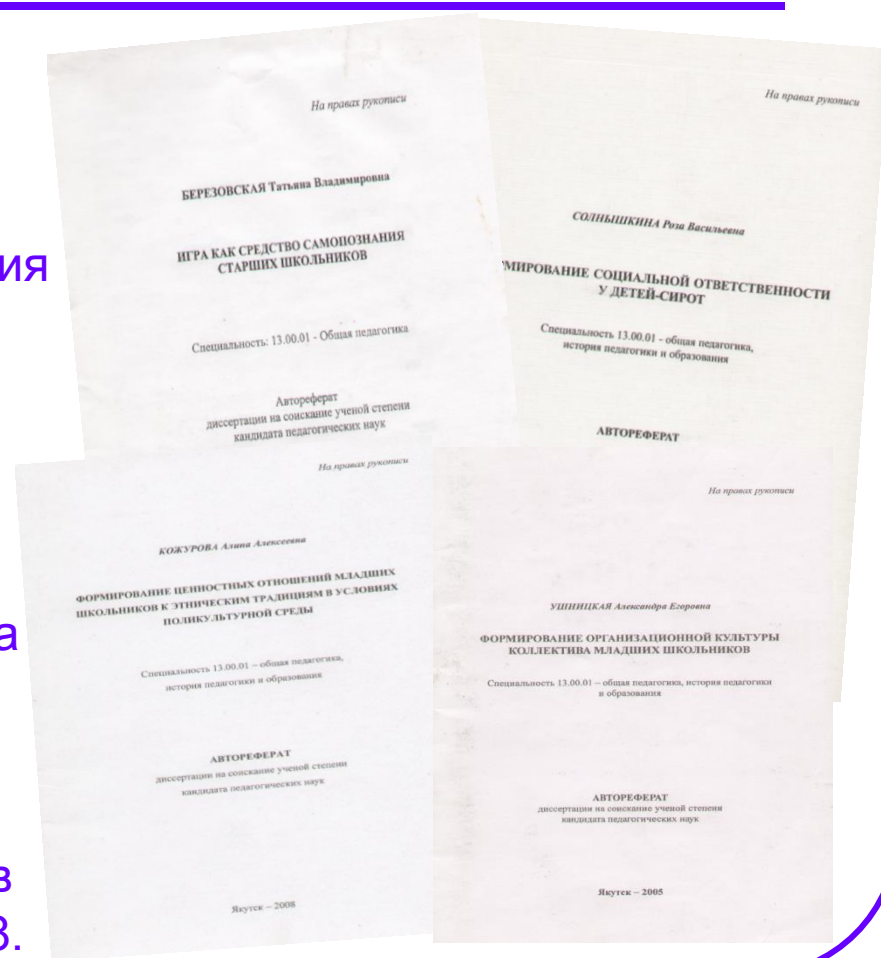 На правах рукописи
БЕРЕЗОВСКАЯ Татьяна Владимировна
ИГРА КАК СРЕДСТВО САМОПОЗНАНИЯ
СТАРШИХ ШКОЛЬНИКОВ
Специальность: 13.00.01 - Общая педагогика
Автореферат
диссертации на соискание ученой степени
кандидата педагогических наук
На правах рукописи
СОЛНЫШКИНА Роза Васильевна
МИРОВАНИЕ СОЦИАЛЬНОЙ ОТВЕТСТВЕННОСТИ
У ДЕТЕЙ-СИРОТ
Специальность 13.00.01 - общая педагогика,
история педагогики и образования
АВТОРЕФЕРАТ
ия
а
в
3.
На правах рукописи
КОЖУРОВА Алина Алексеевна
ФОРМИРОВАНИЕ ЦЕННОСТНЫХ ОТНОШЕНИЙ МЛАДШИХ
ШКОЛЬНИКОВ К ЭТНИЧЕСКИМ ТРАДИЦИЯМ В УСЛОВИЯХ
ПОЛИКУЛЬТУРНОЙ СРЕДЫ
Специальность 13.00.01 – общая педагогика,
история педагогики и образования
АВТОРЕФЕРАТ
диссертации на соискание ученой степени
кандидата педагогических наук
Якутск – 2008
На правах рукописи
УШНИЦКАЯ Александра Егоровна
ФОРМИРОВАНИЕ ОРГАНИЗАЦИОННОЙ КУЛЬТУРЫ
КОЛЛЕКТИВА МЛАДШИХ ШКОЛЬНИКОВ
Специальность 13.00.01 – общая педагогика, история педагогики
и образования
АВТОРЕФЕРАТ
диссертации на соискание ученой степени
кандидата педагогических наук
Якутск – 2005